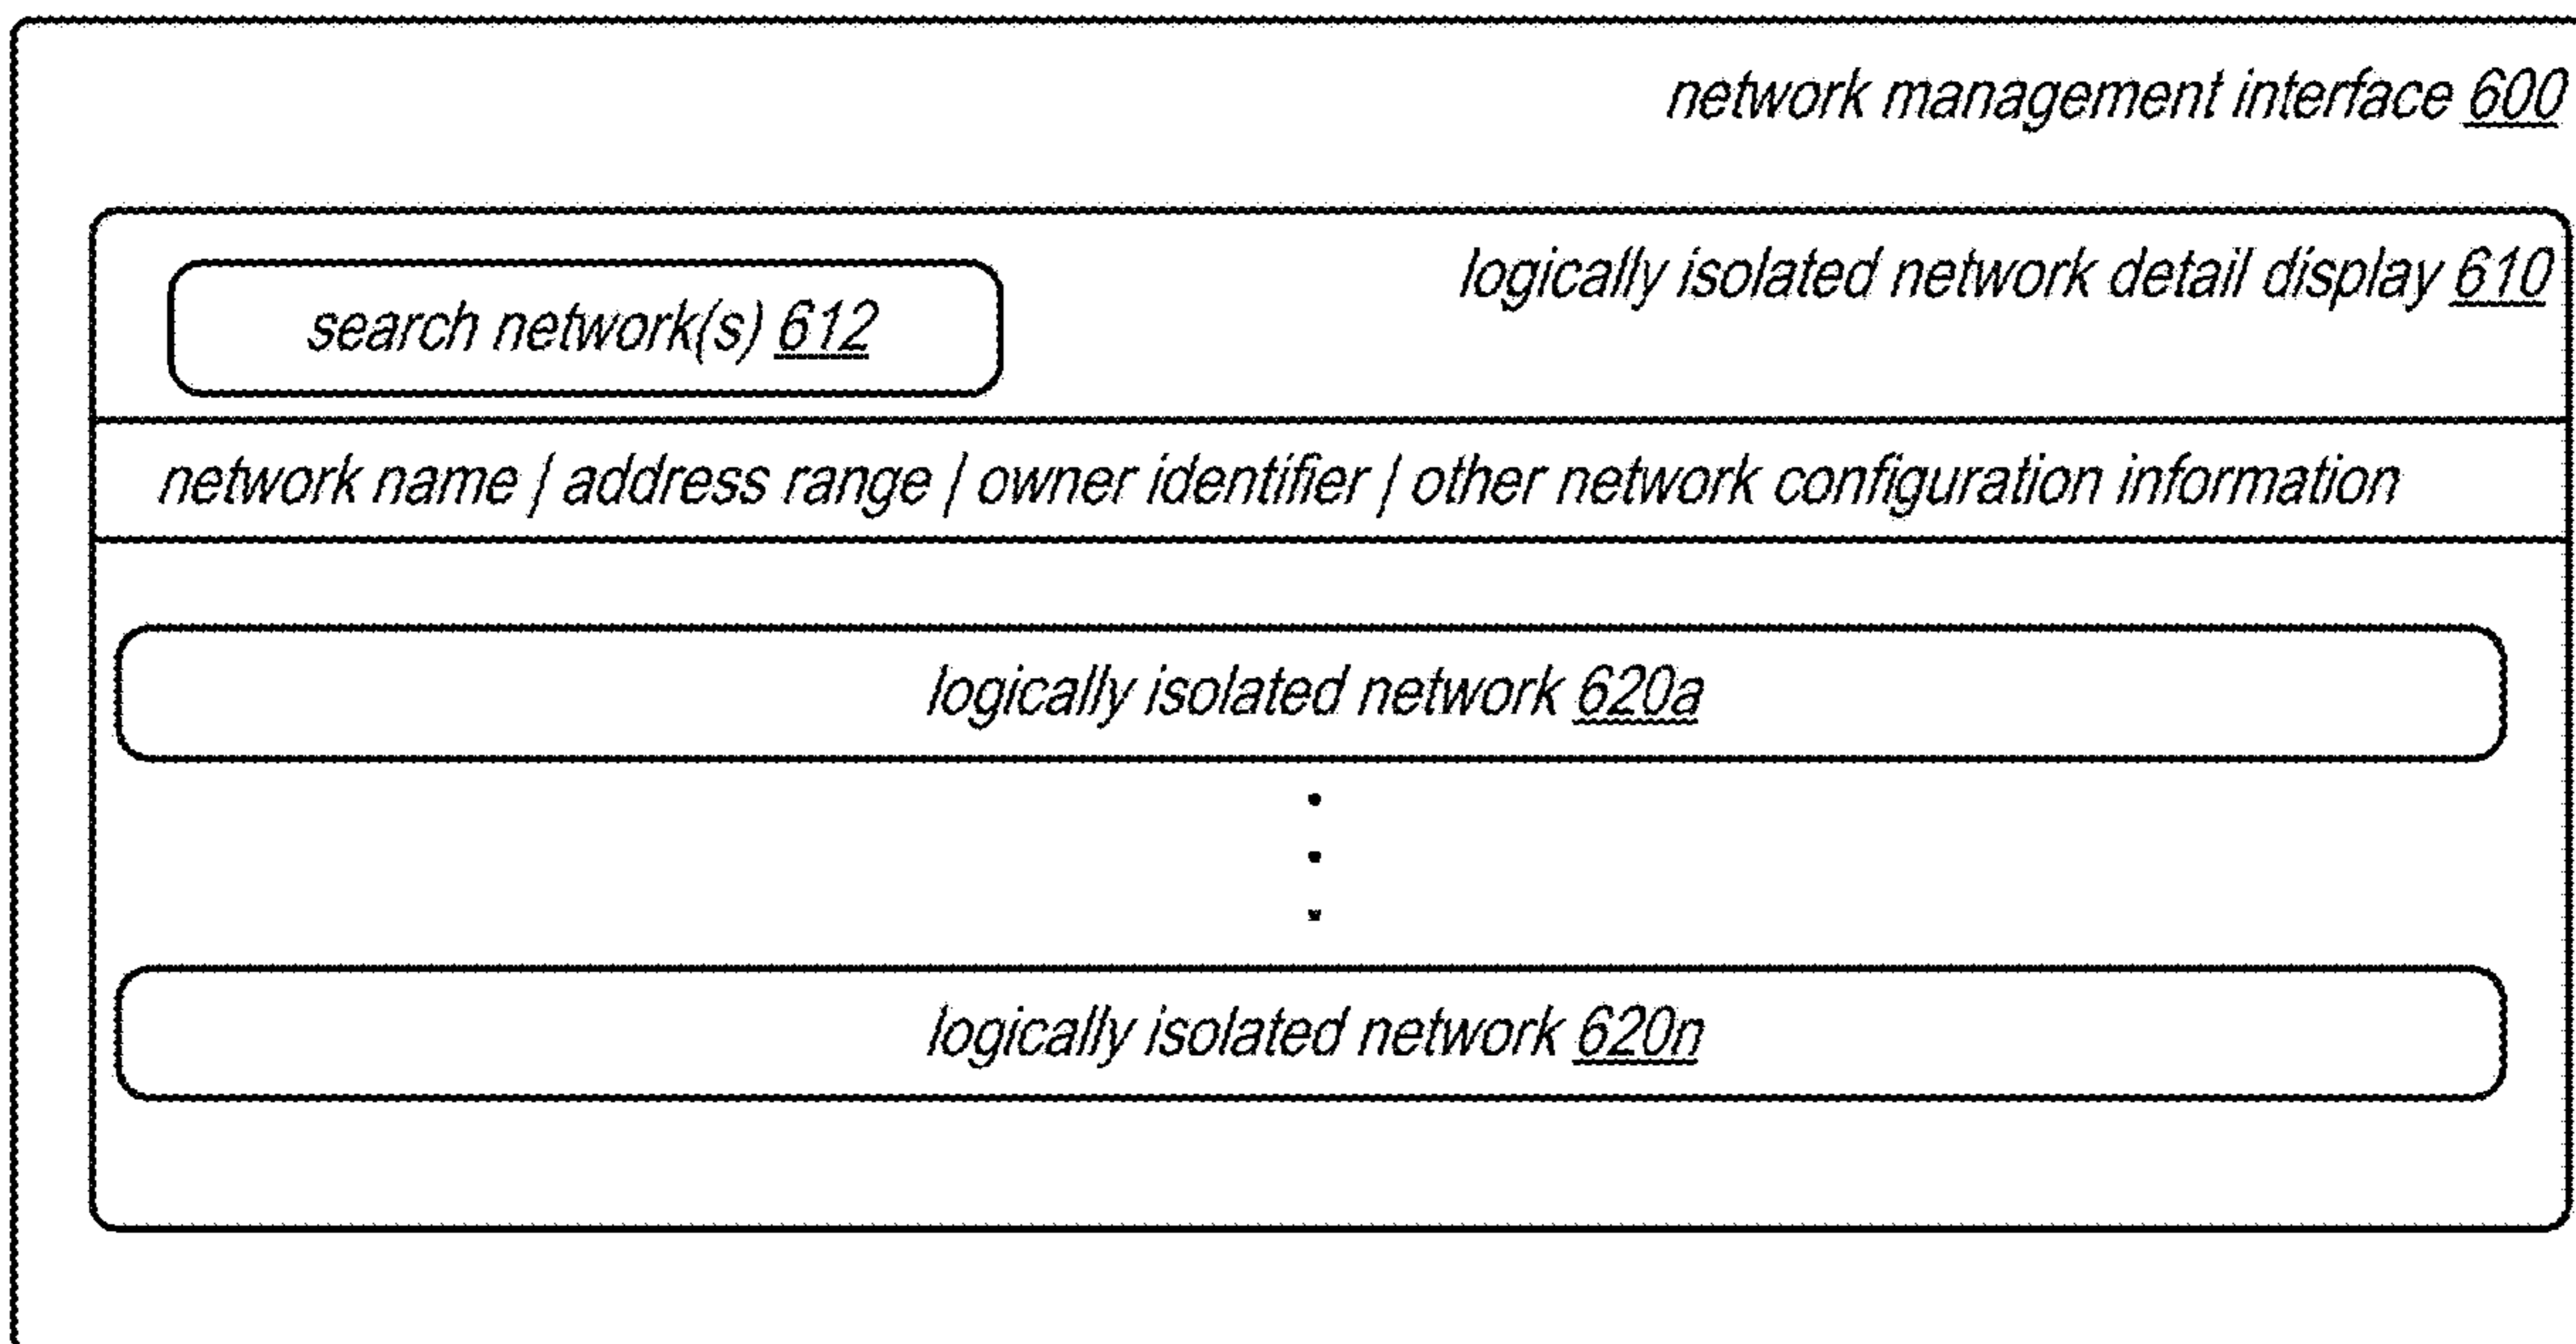 network management interface 600
logically isolated network detail display 610
search network(s) 612
network name | address range | owner identifier | other network configuration information
logically isolated network 620a
logically isolated network 620n